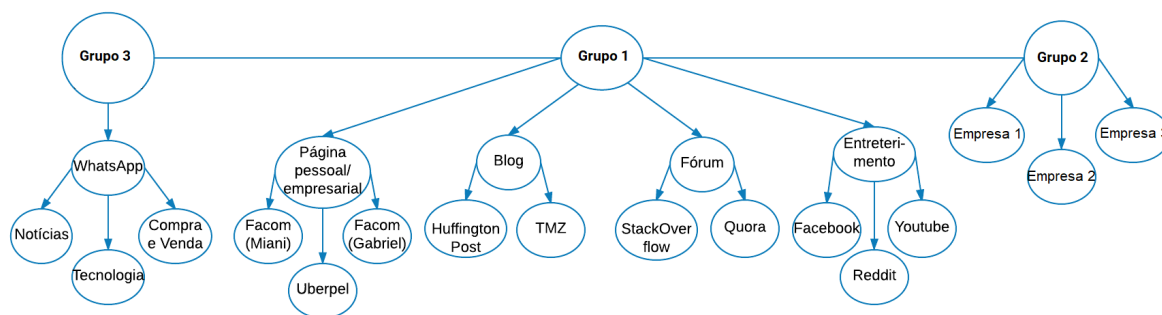 Grupo 3
Grupo 1
Grupo 2
WhatsApp
Notícias
Tecnologia
Compra
e Venda
Página
pessoal/
empresarial
Facom
(Miani)
Uberpel
Facom
(Gabriel)
Blog
Huffington
Post
TMZ
Fórum
StackOver
flow
Quora
Entreteri-
mento
Facebook
Reddit
Youtube
Empresa 1
Empresa 2
Empresa 3